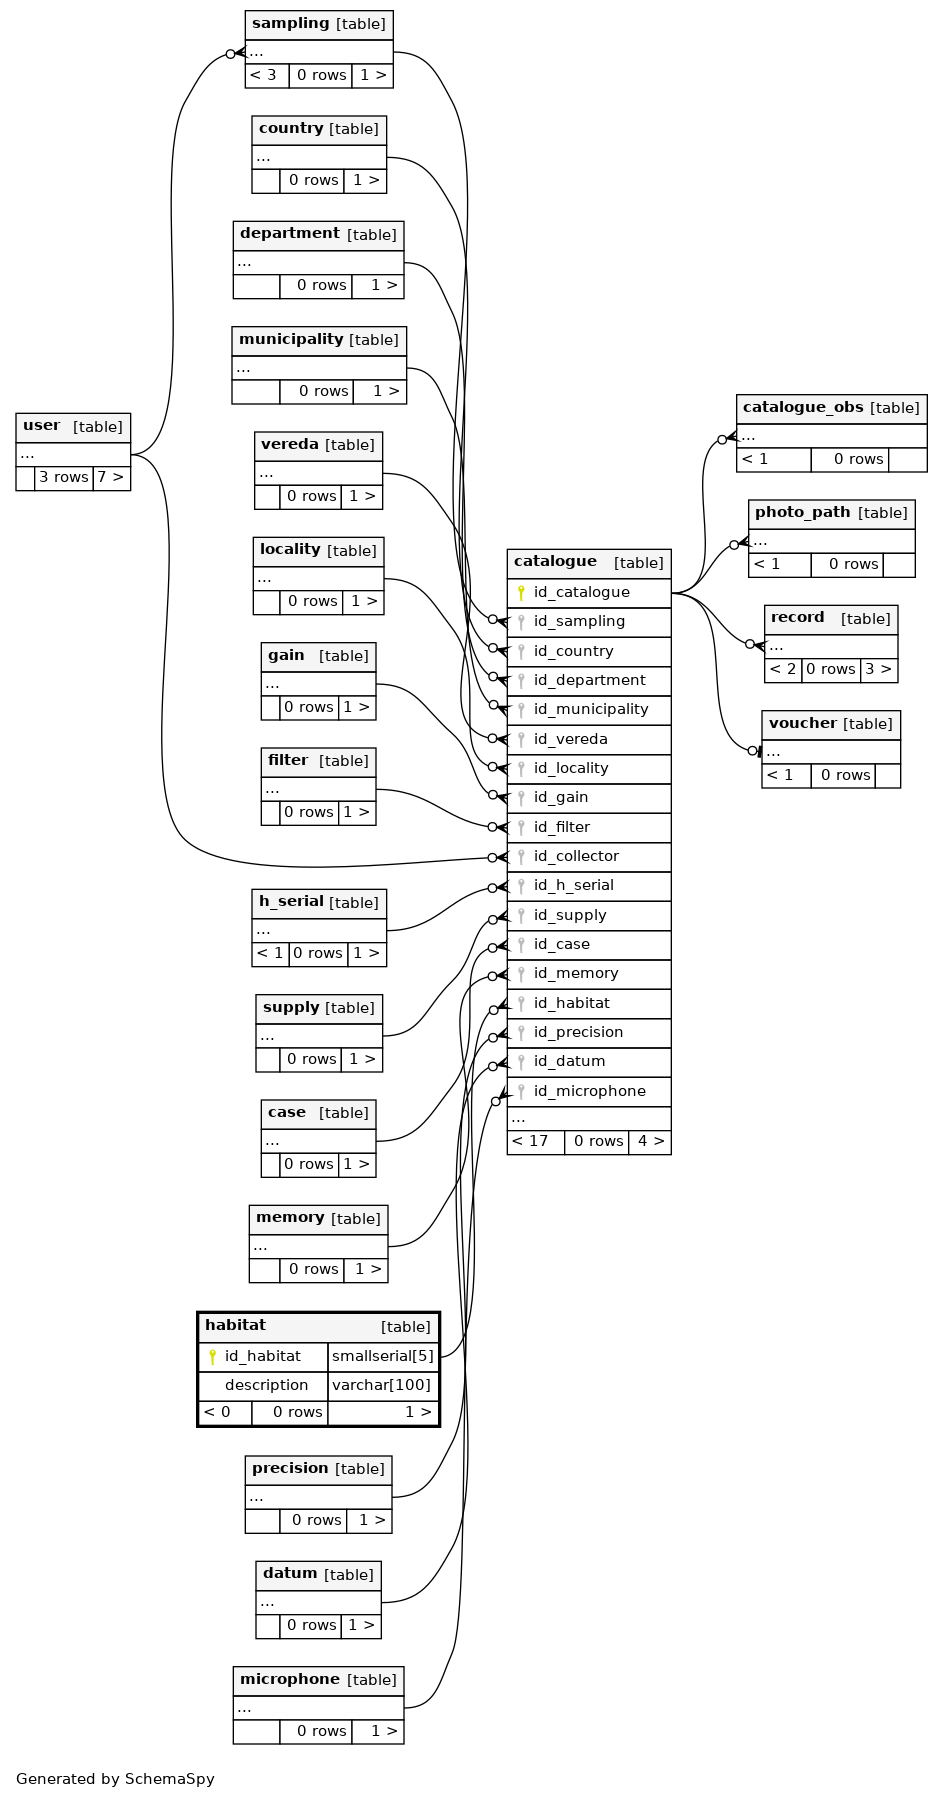 sampling [table]
...
< 3 0 rows 1 >
country [table]
...
0 rows 1 >
department [table]
...
0 rows 1 >
municipality [table]
...
0 rows 1 >
user [table]
...
3 rows 7 >
vereda [table]
...
0 rows 1 >
locality [table]
...
0 rows 1 >
gain [table]
...
0 rows 1 >
filter [table]
...
0 rows 1 >
h_serial [table]
...
< 1 0 rows 1 >
supply [table]
...
0 rows 1 >
case [table]
...
0 rows 1 >
memory [table]
...
0 rows 1 >
habitat [table]
id_habitat smallserial[5]
description varchar[100]
< 0 0 rows 1 >
precision [table]
...
0 rows 1 >
datum [table]
...
0 rows 1 >
microphone [table]
...
0 rows 1 >
catalogue [table]
id_catalogue
id_sampling
id_country
id_department
id_municipality
id_vereda
id_locality
id_gain
id_filter
id_collector
id_h_serial
id_supply
id_case
id_memory
id_habitat
id_precision
id_datum
id_microphone
...
< 17 0 rows 4 >
catalogue_obs [table]
...
< 1 0 rows
photo_path [table]
...
< 1 0 rows
record [table]
...
< 2 0 rows 3 >
voucher [table]
...
< 1 0 rows
Generated by SchemaSpy